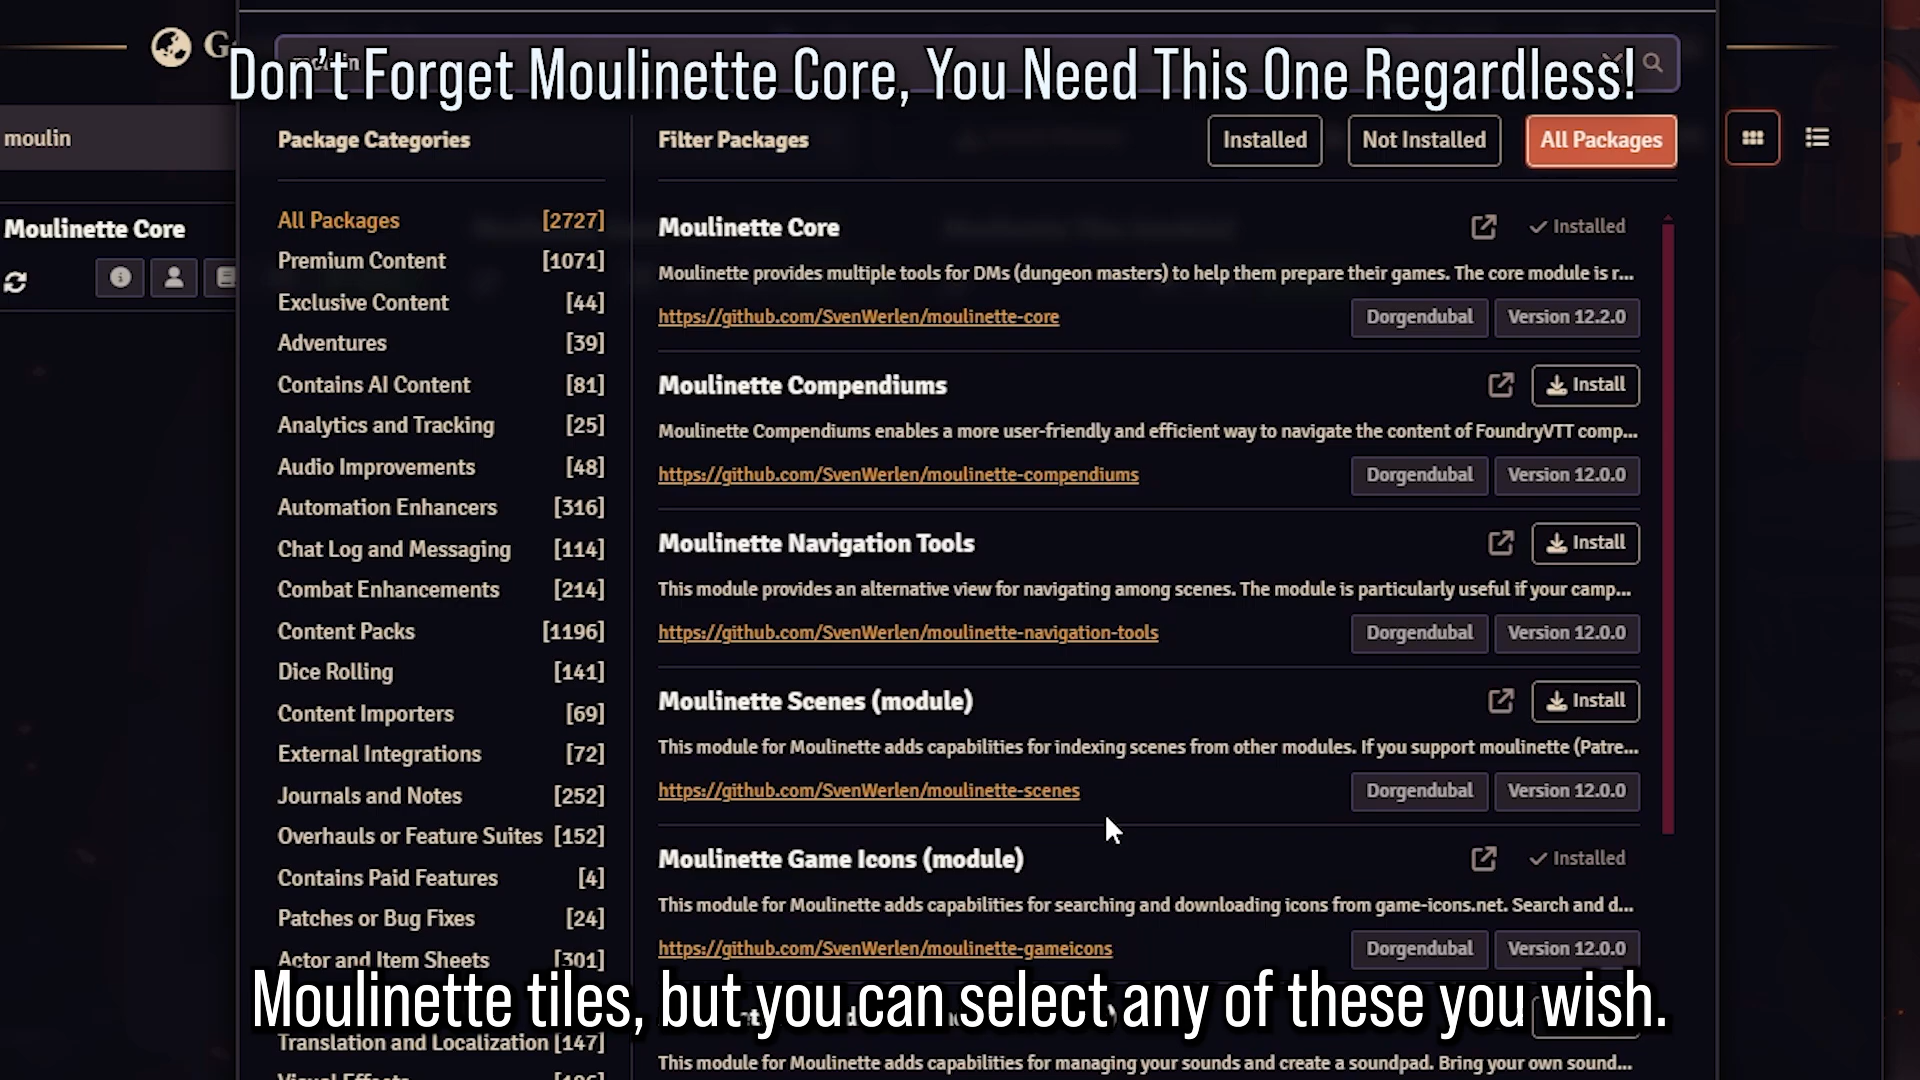 Don't Forget Moulinette Core, You Need This One Regardless!
moulin
Moulinette Core
Package Categories
All Packages [2727]
Premium Content [1071]
Exclusive Content [44]
Adventures [39]
Contains AI Content [81]
Analytics and Tracking [25]
Audio Improvements [48]
Automation Enhancers [316]
Chat Log and Messaging [114]
Combat Enhancements [214]
Content Packs [1196]
Dice Rolling [141]
Content Importers [69]
External Integrations [72]
Journals and Notes [252]
Overhauls or Feature Suites [152]
Contains Paid Features [4]
Patches or Bug Fixes [24]
Actor and Item Sheets [301]
Translation and Localization [147]
Filter Packages
Installed Not Installed All Packages
Moulinette Core Installed
Moulinette provides multiple tools for DMs (dungeon masters) to help them prepare their games. The core module is r...
https://github.com/SvenWerlen/moulinette-core Dorgendubal Version 12.2.0
Moulinette Compendiums Install
Moulinette Compendiums enables a more user-friendly and efficient way to navigate the content of FoundryVTT comp...
https://github.com/SvenWerlen/moulinette-compendiums Dorgendubal Version 12.0.0
Moulinette Navigation Tools Install
This module provides an alternative view for navigating among scenes. The module is particularly useful if your camp...
https://github.com/SvenWerlen/moulinette-navigation-tools Dorgendubal Version 12.0.0
Moulinette Scenes (module) Install
This module for Moulinette adds capabilities for indexing scenes from other modules. If you support moulinette (Patre...
https://github.com/SvenWerlen/moulinette-scenes Dorgendubal Version 12.0.0
Moulinette Game Icons (module) Installed
This module for Moulinette adds capabilities for searching and downloading icons from game-icons.net. Search and d...
https://github.com/SvenWerlen/moulinette-gameicons Dorgendubal Version 12.0.0
This module for Moulinette adds capabilities for managing your sounds and create a soundpad. Bring your own sound...
Moulinette tiles, but you can select any of these you wish.